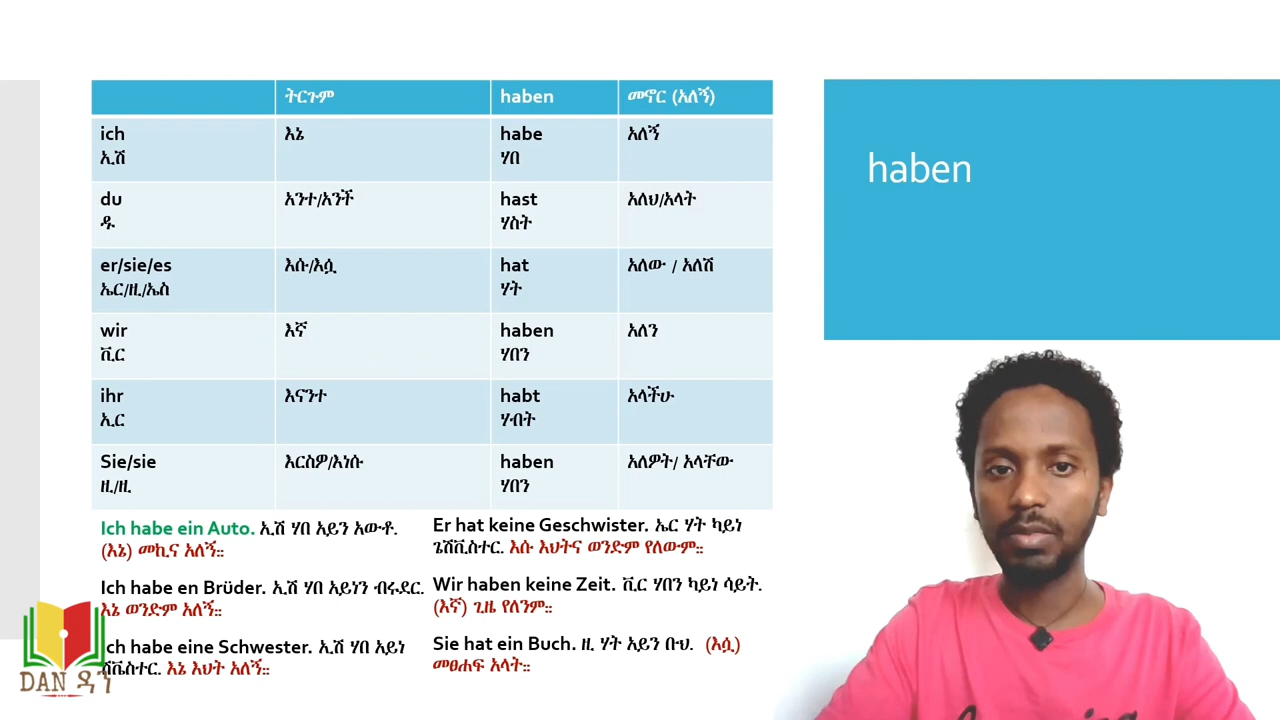 ትርጉም haben መኖር (አለኝ)
ich እኔ habe አለኝ
ኢሽ ሃበ
du አንተ/አንች hast አለህ/አላት
ዱ ሃስት
er/sie/es እሱ/እሷ hat አለው / አለሽ
ኤር/ዚ/ኤስ ሃት
wir እኛ haben አለን
ቪር ሃበን
ihr እናንተ habt አላችሁ
ኢር ሃብት
Sie/sie እርስዎ/እነሱ haben አለዎት/ አላቸው
ዚ/ዚ ሃበን
haben
Ich habe ein Auto. ኢሽ ሃበ አይን አውቶ.
(እኔ) መኪና አለኝ።
Ich habe en Brüder. ኢሽ ሃበ አይነን ብሩደር.
እኔ ወንድም አለኝ።
ch habe eine Schwester. ኢሽ ሃበ አይነ
ሽቬስተር. እኔ እህት አለኝ።
Er hat keine Geschwister. ኤር ሃት ካይነ
ጌሽቪስተር. እሱ እህትና ወንድም የለውም።
Wir haben keine Zeit. ቪር ሃበን ካይነ ሳይት.
(እኛ) ጊዜ የለንም።
Sie hat ein Buch. ዚ ሃት አይን ቡህ. (እሷ)
መፀሐፍ አላት።
DAN ዳን